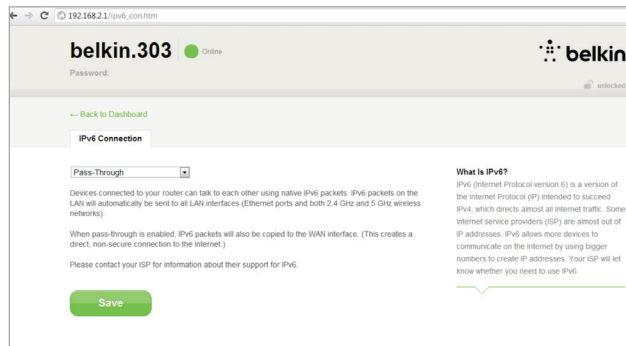 192.168.2.1/ipv6_con.htm
belkin.303
Online
belkin
Password:
unlocked
← Back to Dashboard
IPv6 Connection
Pass-Through
Devices connected to your router can talk to each other using native IPv6 packets. IPv6 packets on the
LAN will automatically be sent to all LAN interfaces (Ethernet ports and both 2.4 GHz and 5 GHz wireless
networks).
When pass-through is enabled, IPv6 packets will also be copied to the WAN interface. (This creates a
direct, non-secure connection to the Internet.)
Please contact your ISP for information about their support for IPv6.
Save
What Is IPv6?
IPv6 (Internet Protocol version 6) is a version of
the Internet Protocol (IP) intended to succeed
IPv4, which directs almost all Internet traffic. Some
internet service providers (ISP) are almost out of
IP addresses. IPv6 allows more devices to
communicate on the Internet by using bigger
numbers to create IP addresses. Your ISP will let
know whether you need to use IPv6.